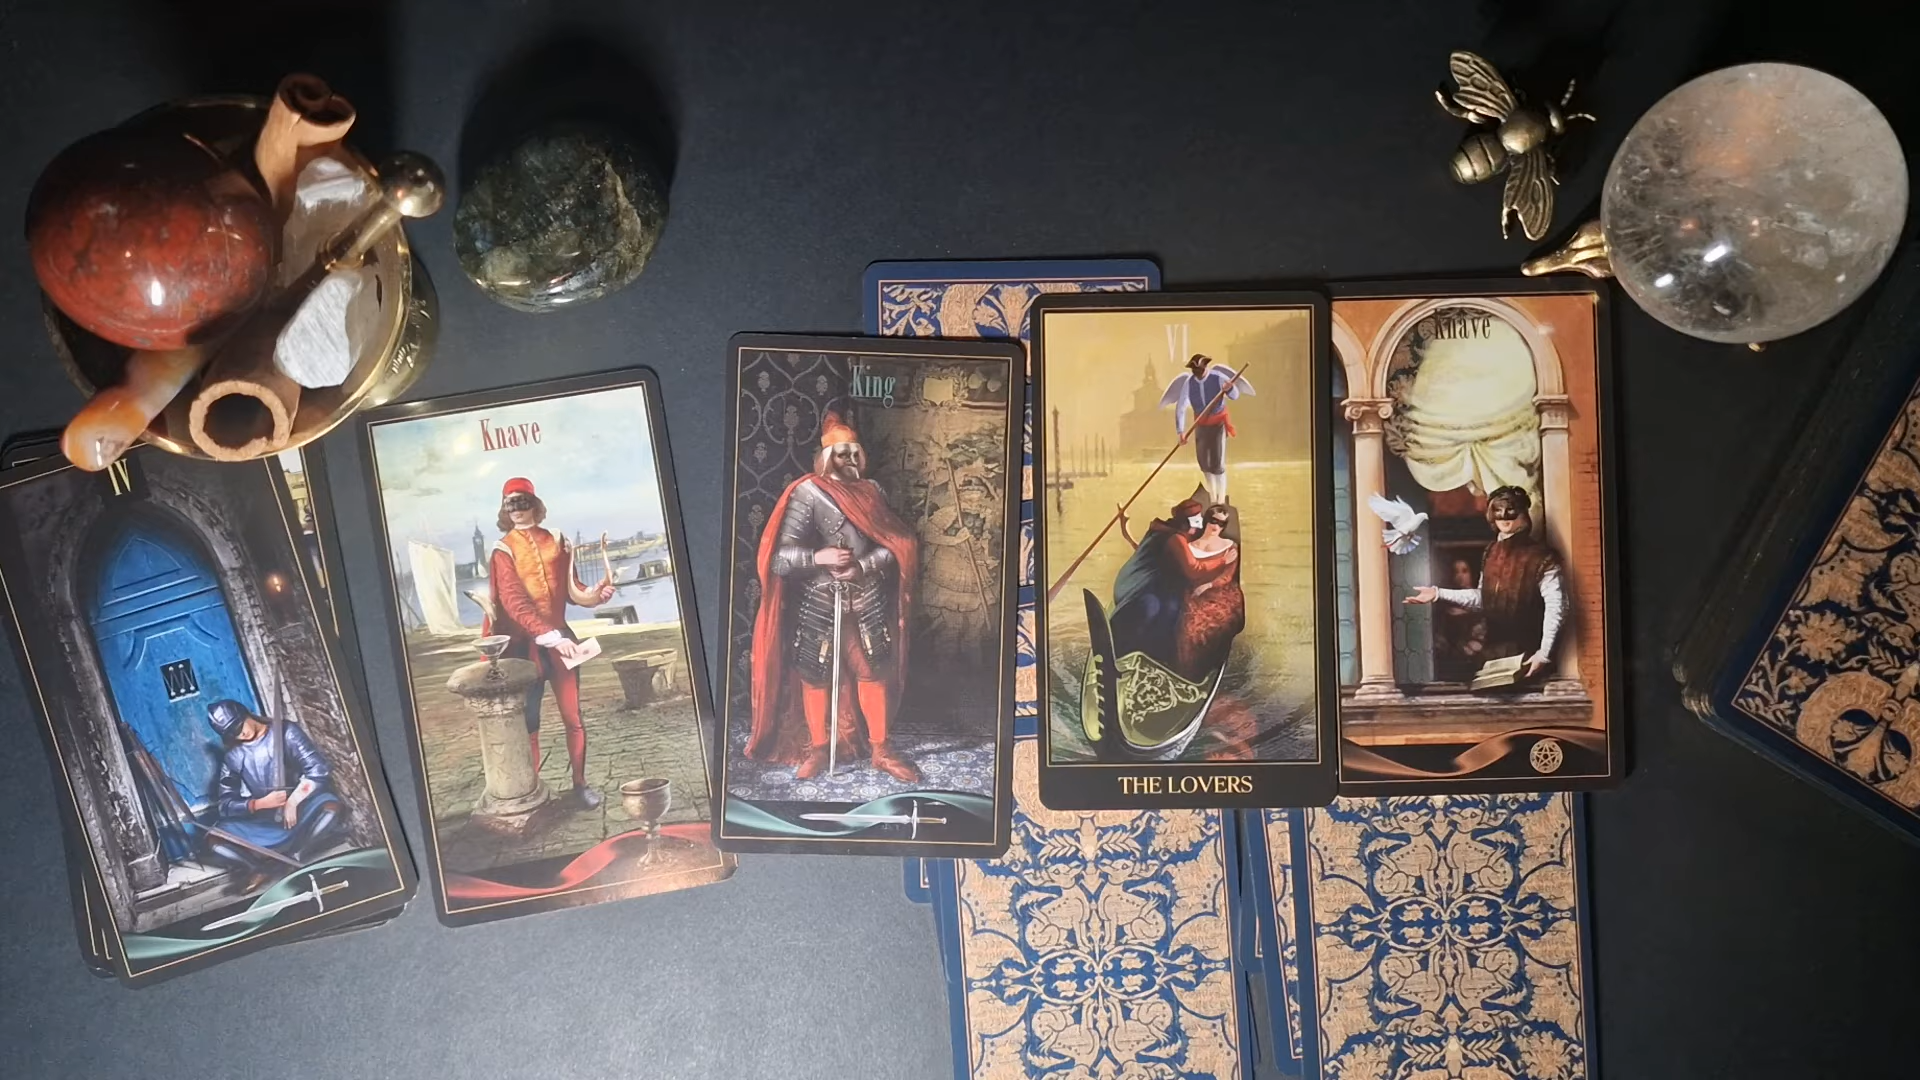 IV
Knave
King
VI
THE LOVERS
Knave